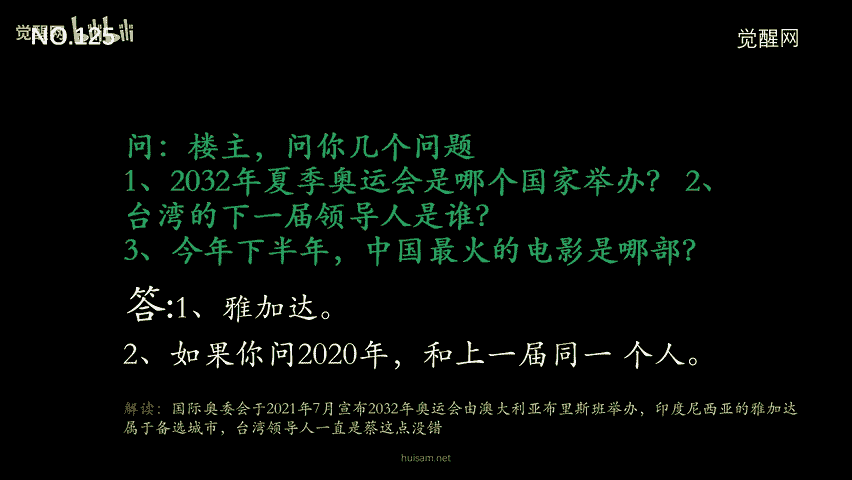 觉醒网 bilibili
NO.125
觉醒网
问：楼主，问你几个问题
1、2032年夏季奥运会是哪个国家举办？ 2、
台湾的下一届领导人是谁？
3、今年下半年，中国最火的电影是哪部？
答:1、雅加达。
2、如果你问2020年，和上一届同一 个人。
解读：国际奥委会于2021年7月宣布2032年奥运会由澳大利亚布里斯班举办，印度尼西亚的雅加达
属于备选城市，台湾领导人一直是蔡这点没错
huisam.net